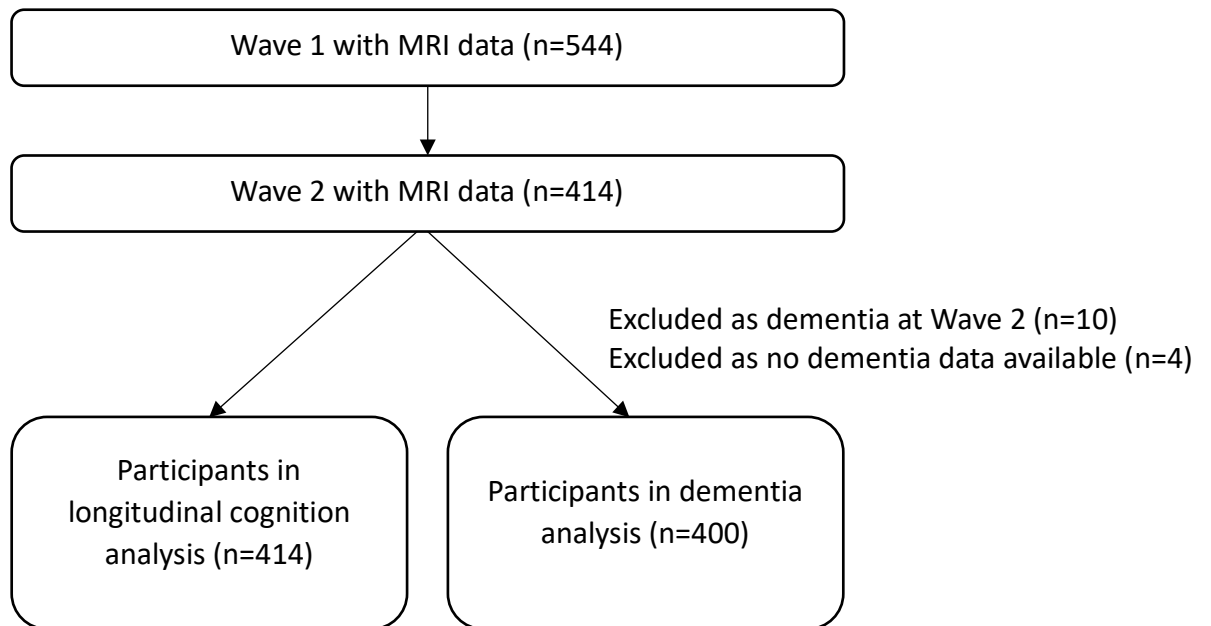 Wave 1 with MRI data (n=544)
Wave 2 with MRI data (n=414)
Excluded as dementia at Wave 2 (n=10)
Excluded as no dementia data available (n=4)
Participants in
longitudinal cognition
analysis (n=414)
Participants in dementia
analysis (n=400)